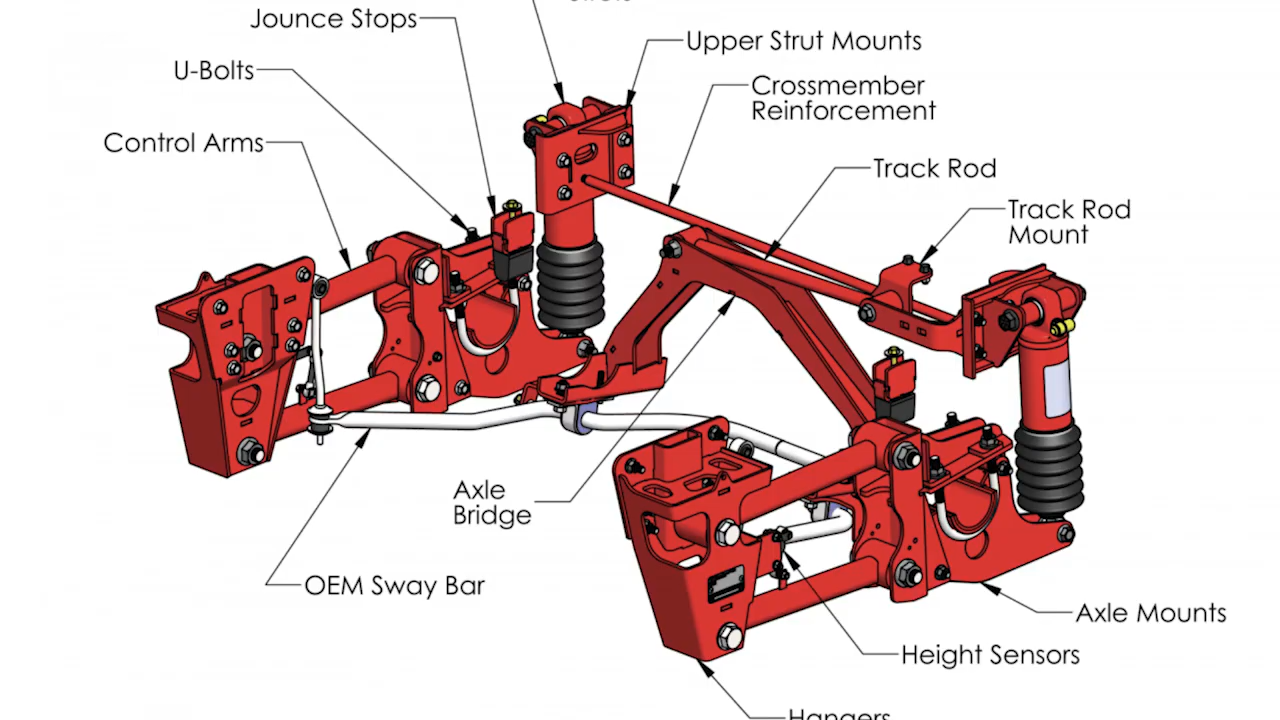 Jounce Stops
Upper Strut Mounts
U-Bolts
Crossmember
Reinforcement
Control Arms
Track Rod
Track Rod
Mount
Axle
Bridge
OEM Sway Bar
Axle Mounts
Height Sensors
Hangers